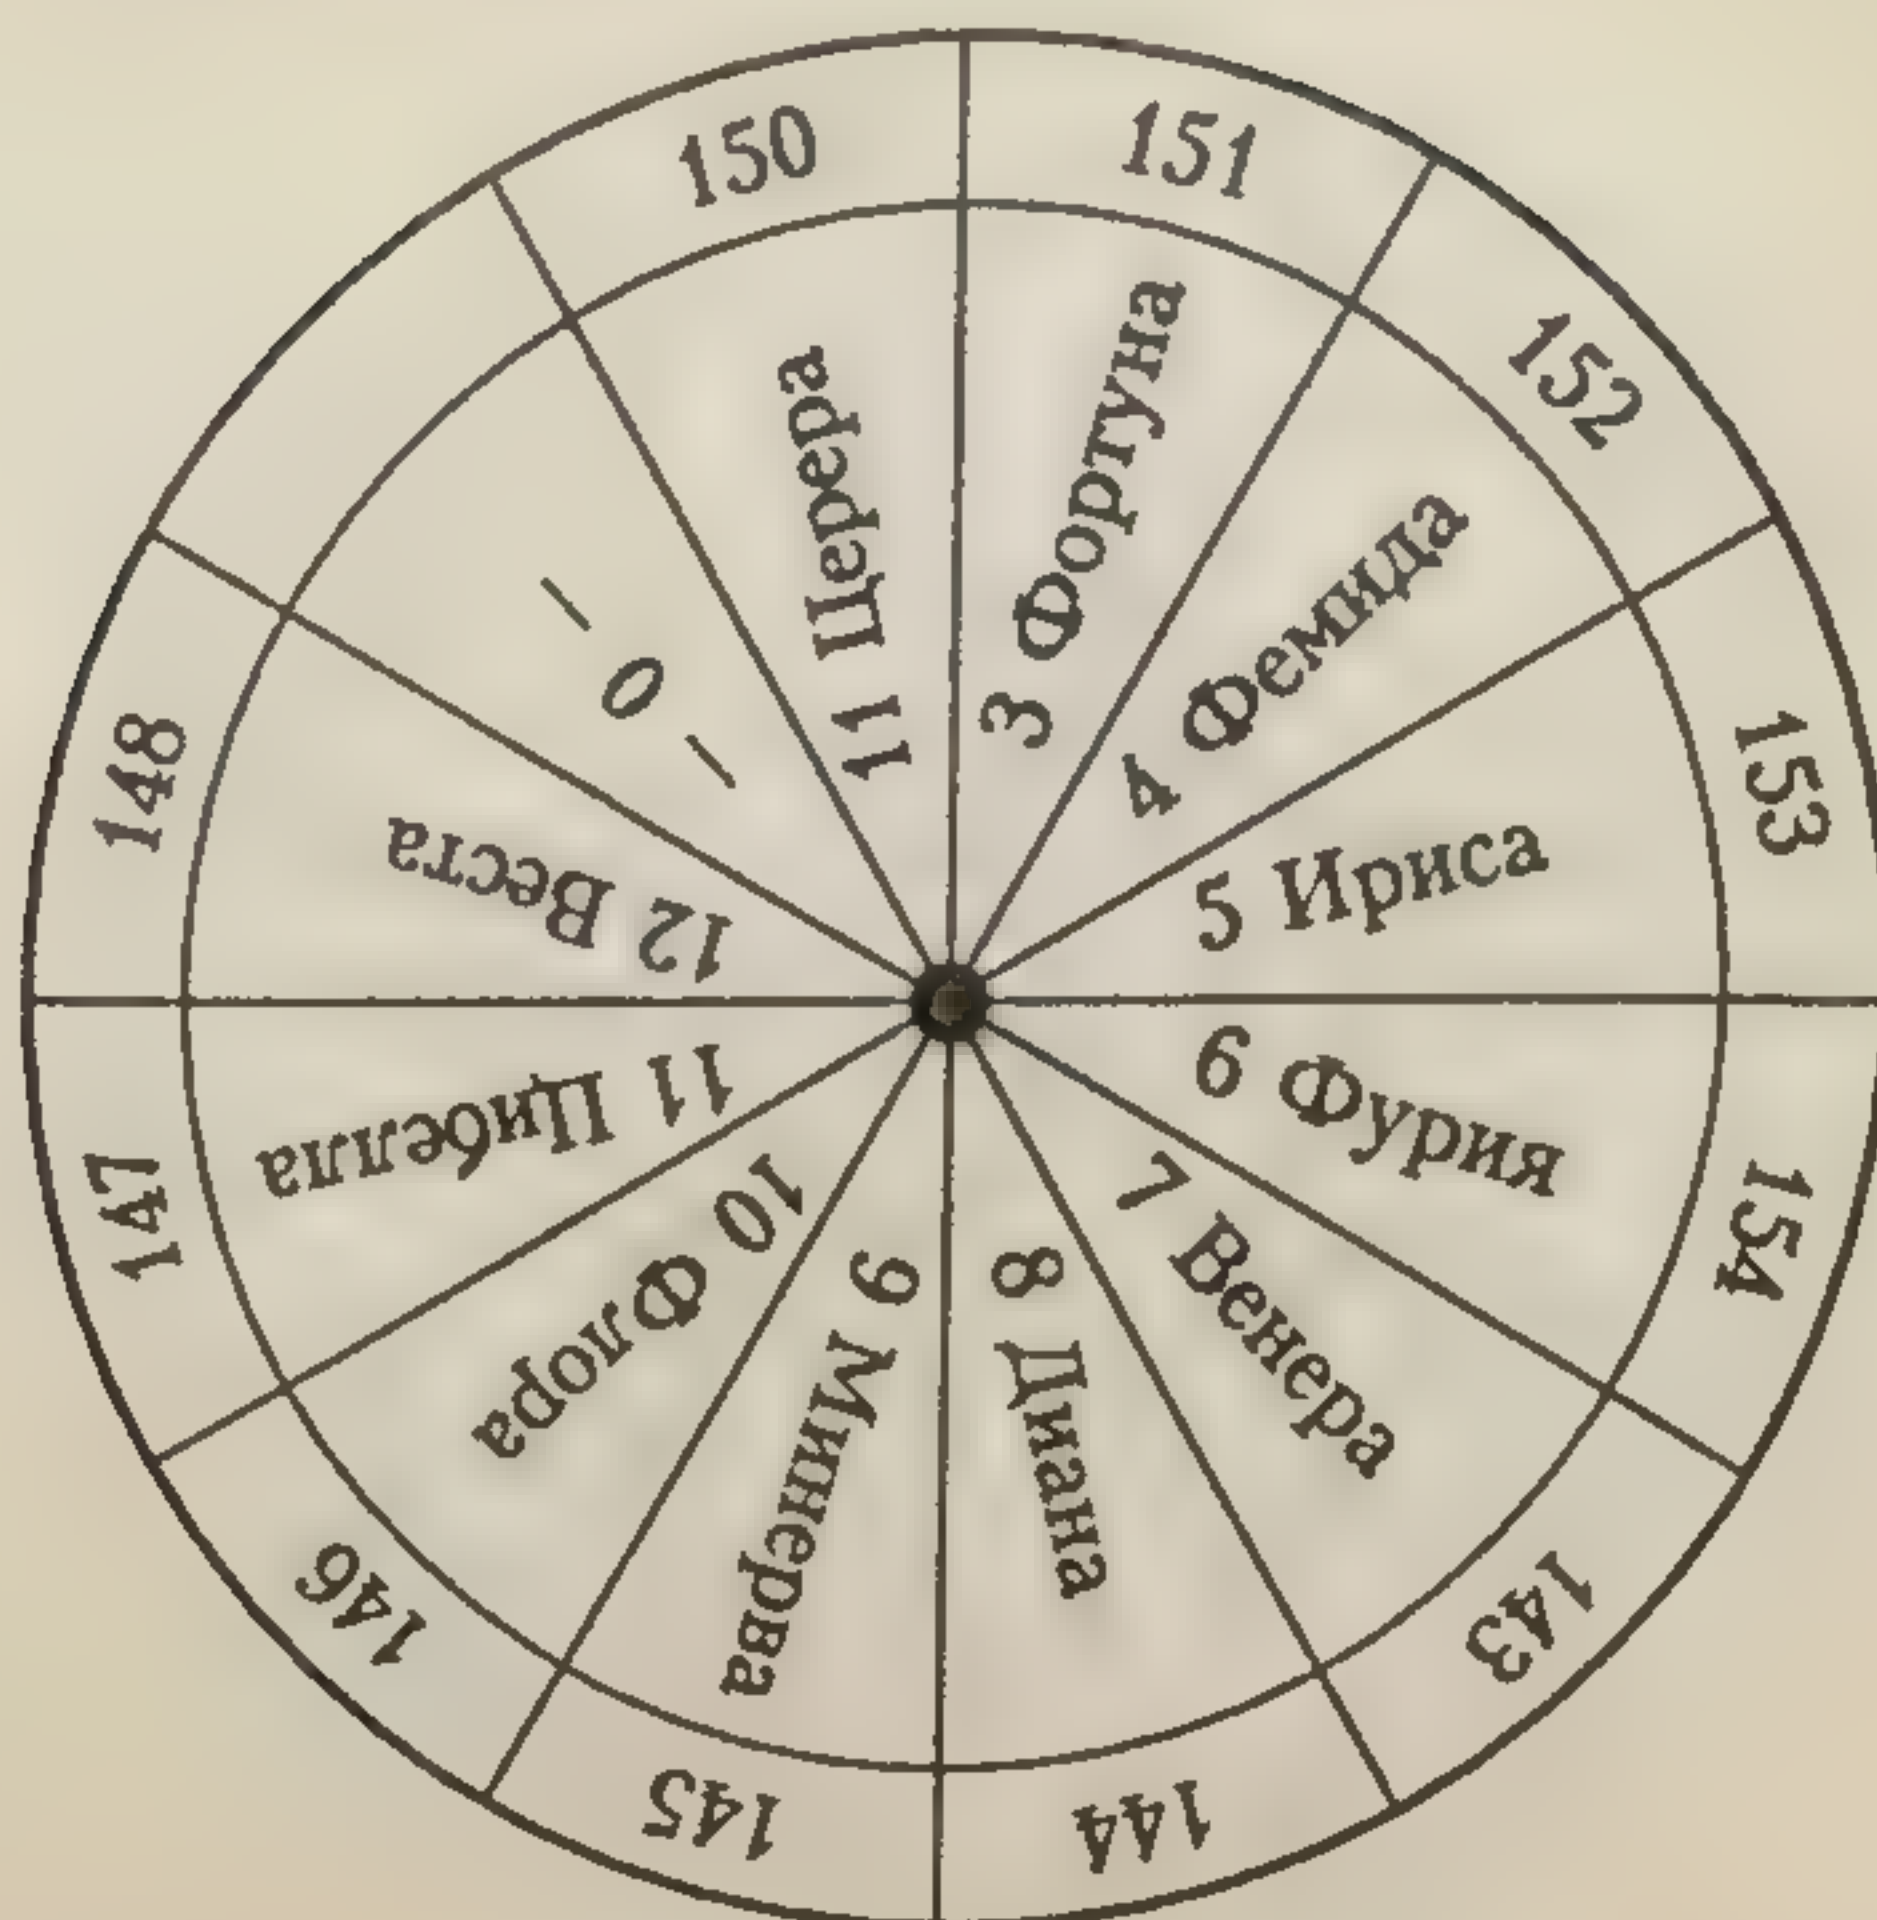 150
11 Церера
151
3 Фортуна
152
4 Фемида
153
5 Ириса
154
6 Фурия
143
7 Венера
144
8 Диана
145
9 Минерва
146
10 Флора
147
11 Цибелла
148
12 Веста
— 0 —